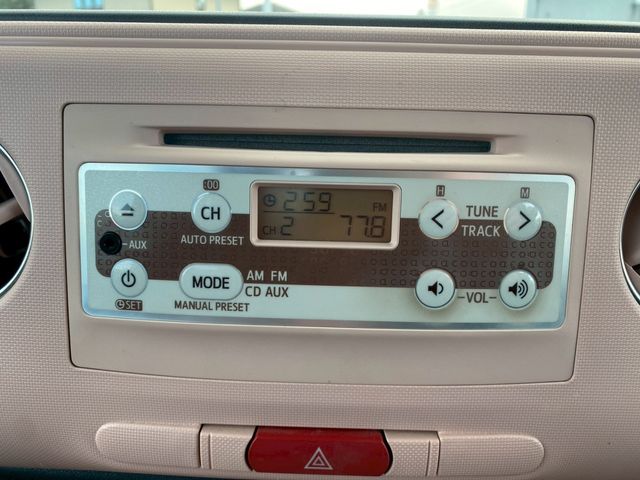 :00
H
M
2:59
FM
CH 2
77.8
CH
AUTO PRESET
TUNE
TRACK
AUX
MODE
AM FM
CD AUX
MANUAL PRESET
SET
VOL